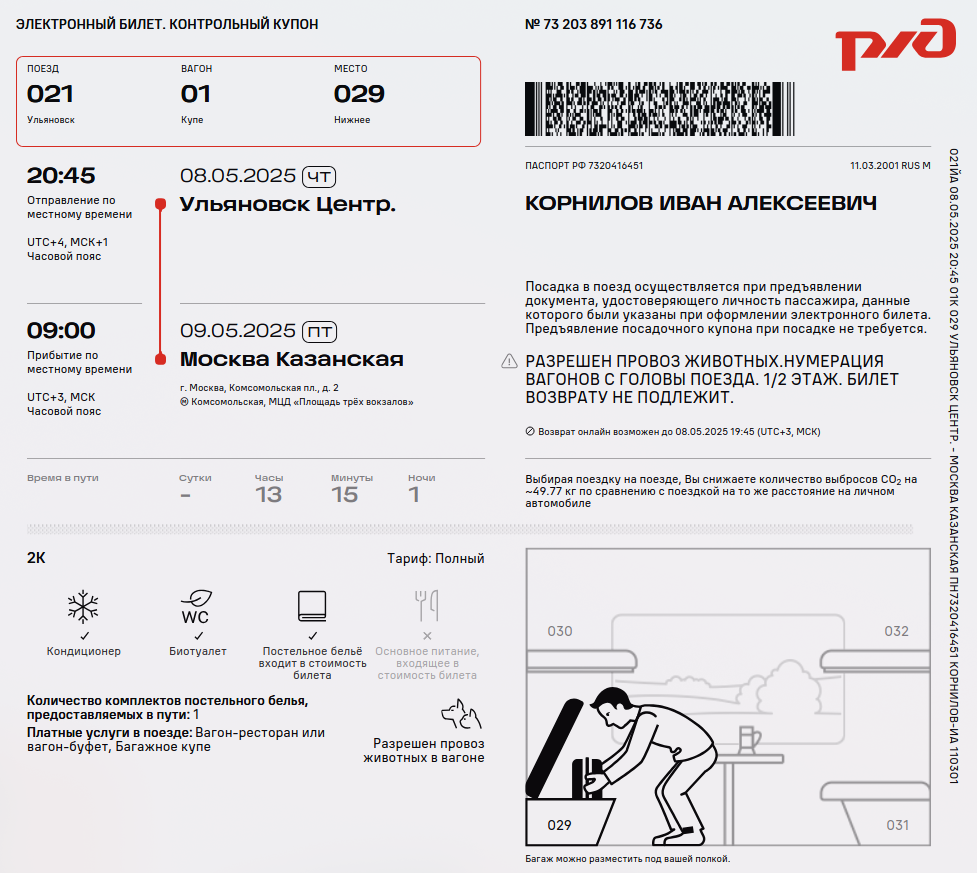 ЭЛЕКТРОННЫЙ БИЛЕТ. КОНТРОЛЬНЫЙ КУПОН
№ 73 203 891 116 736
РЖД
ПОЕЗД ВАГОН МЕСТО
021 01 029
Ульяновск Купе Нижнее
20:45
Отправление по
местному времени
UTC+4, МСК+1
Часовой пояс
08.05.2025 ЧТ
Ульяновск Центр.
09:00
Прибытие по
местному времени
UTC+3, МСК
Часовой пояс
09.05.2025 ПТ
Москва Казанская
г. Москва, Комсомольская пл., д. 2
М Комсомольская, МЦД «Площадь трёх вокзалов»
Время в пути Сутки Часы Минуты Ночи
– 13 15 1
ПАСПОРТ РФ 7320416451 11.03.2001 RUS М
КОРНИЛОВ ИВАН АЛЕКСЕЕВИЧ
Посадка в поезд осуществляется при предъявлении
документа, удостоверяющего личность пассажира, данные
которого были указаны при оформлении электронного билета.
Предъявление посадочного купона при посадке не требуется.
РАЗРЕШЕН ПРОВОЗ ЖИВОТНЫХ.НУМЕРАЦИЯ
ВАГОНОВ С ГОЛОВЫ ПОЕЗДА. 1/2 ЭТАЖ. БИЛЕТ
ВОЗВРАТУ НЕ ПОДЛЕЖИТ.
Возврат онлайн возможен до 08.05.2025 19:45 (UTC+3, МСК)
Выбирая поездку на поезде, Вы снижаете количество выбросов CO₂ на
~49.77 кг по сравнению с поездкой на то же расстояние на личном
автомобиле
021ЙА 08.05.2025 20:45 01К 029 УЛЬЯНОВСК ЦЕНТР. - МОСКВА КАЗАНСКАЯ ПН7320416451 КОРНИЛОВ=ИА 110301
2К Тариф: Полный
WC
Кондиционер
Биотуалет
Постельное бельё
входит в стоимость
билета
Основное питание,
входящее в
стоимость билета
Количество комплектов постельного белья,
предоставляемых в пути: 1
Платные услуги в поезде: Вагон-ресторан или
вагон-буфет, Багажное купе
Разрешен провоз
животных в вагоне
030 032
029 031
Багаж можно разместить под вашей полкой.